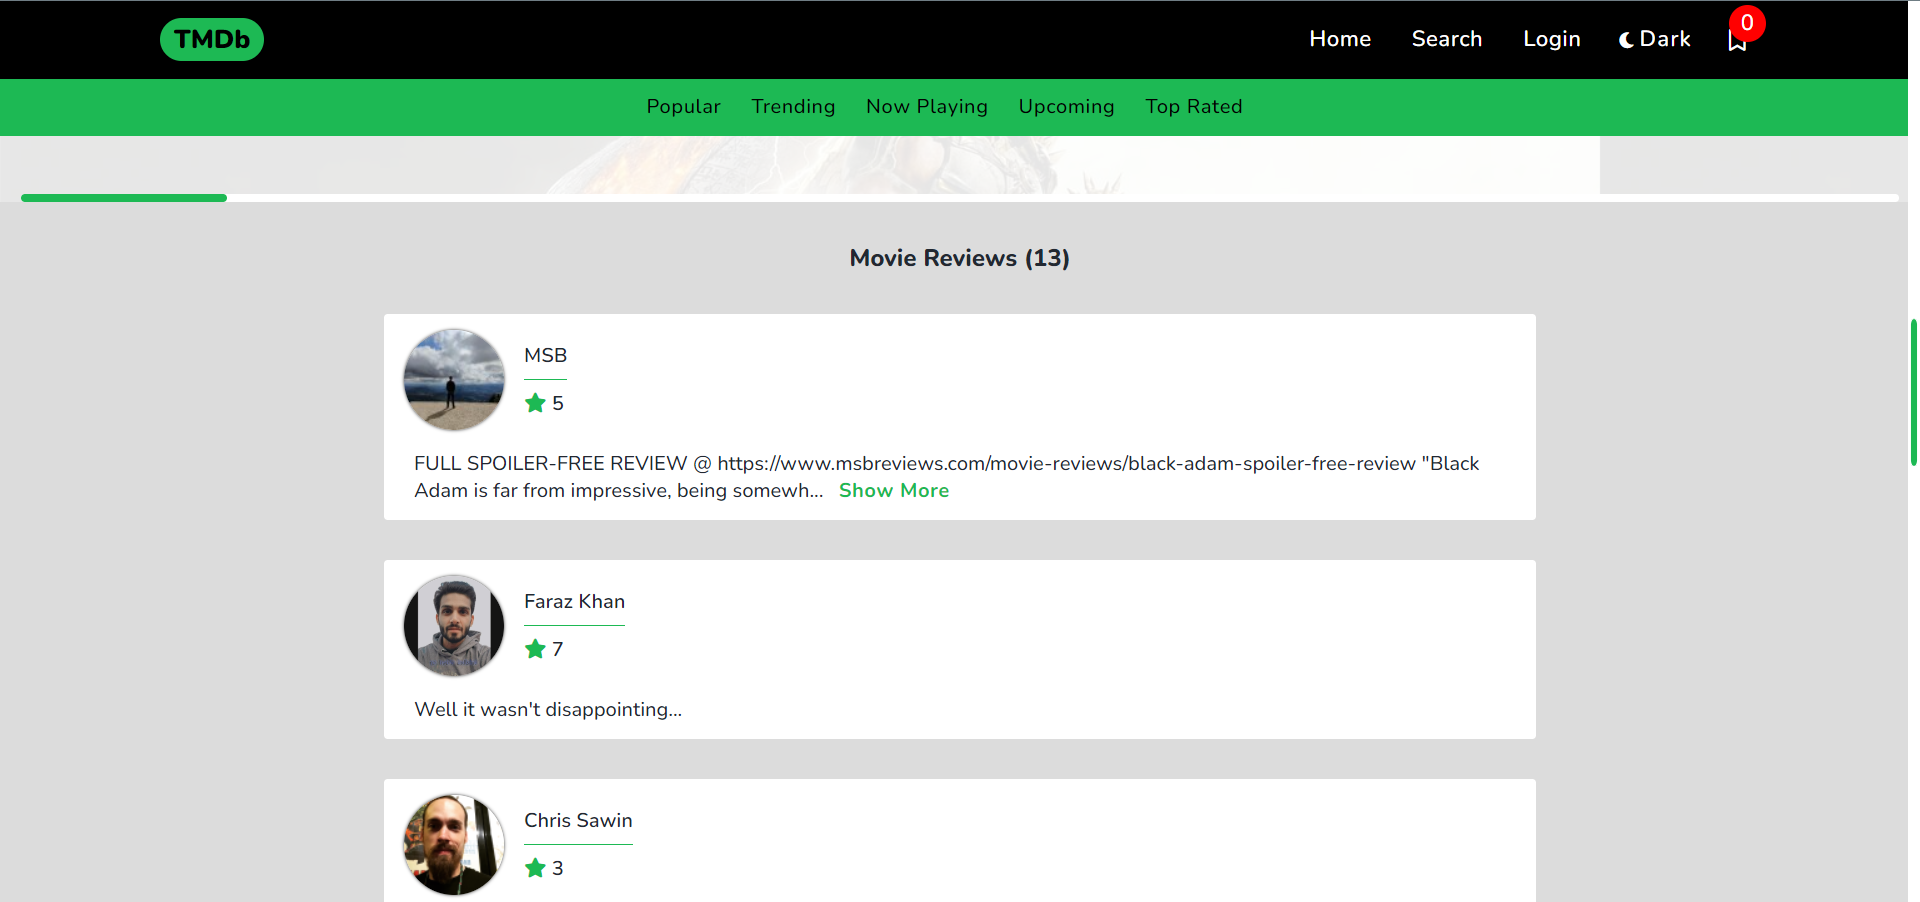 TMDb
Home Search Login Dark 0
Popular Trending Now Playing Upcoming Top Rated
Movie Reviews (13)
MSB
5
FULL SPOILER-FREE REVIEW @ https://www.msbreviews.com/movie-reviews/black-adam-spoiler-free-review "Black
Adam is far from impressive, being somewh... Show More
Faraz Khan
7
Well it wasn't disappointing...
Chris Sawin
3